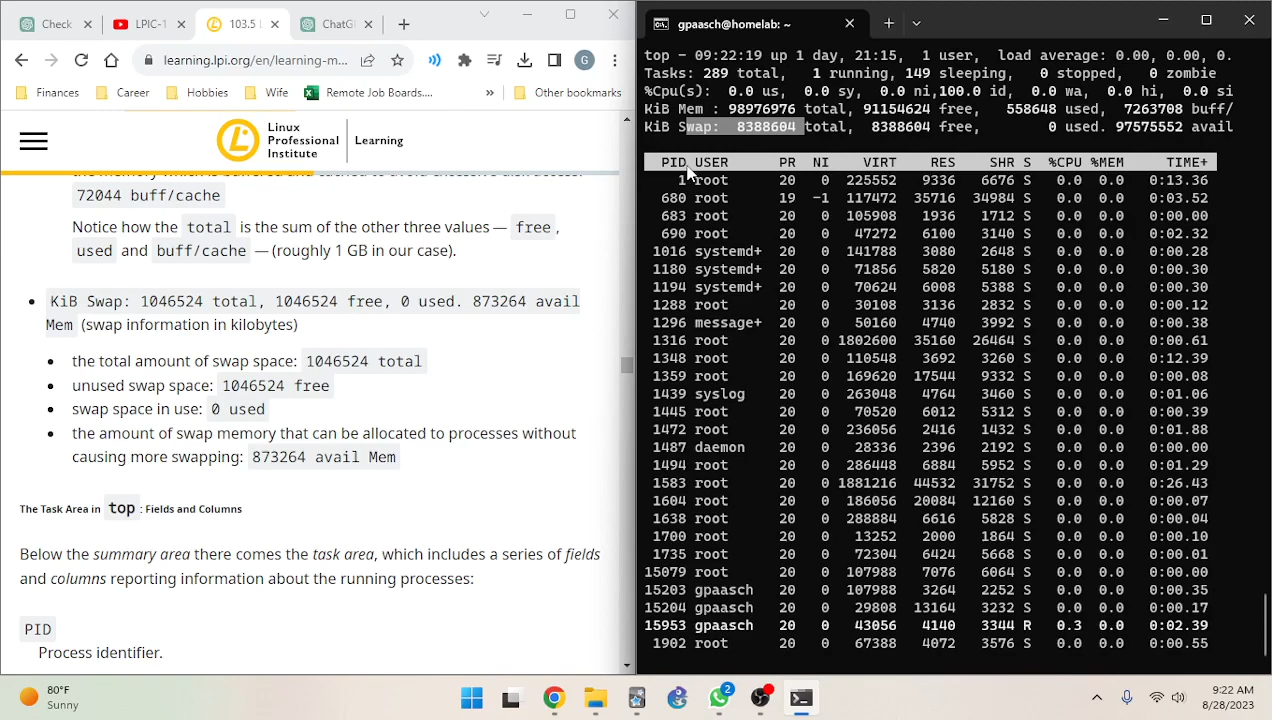 Check
LPIC-1
103.5 L
ChatG
learning.lpi.org/en/learning-m...
G
Finances
Career
Hobbies
Wife
Remote Job Boards....
»
Other bookmarks
Linux
Professional
Institute
Learning
72044 buff/cache
Notice how the total is the sum of the other three values — free,
used and buff/cache — (roughly 1 GB in our case).
KiB Swap: 1046524 total, 1046524 free, 0 used. 873264 avail
Mem (swap information in kilobytes)
the total amount of swap space: 1046524 total
unused swap space: 1046524 free
swap space in use: 0 used
the amount of swap memory that can be allocated to processes without
causing more swapping: 873264 avail Mem
The Task Area in top: Fields and Columns
Below the summary area there comes the task area, which includes a series of fields
and columns reporting information about the running processes:
PID
Process identifier.
gpaasch@homelab: ~
top - 09:22:19 up 1 day, 21:15, 1 user, load average: 0.00, 0.00, 0.
Tasks: 289 total, 1 running, 149 sleeping, 0 stopped, 0 zombie
%Cpu(s): 0.0 us, 0.0 sy, 0.0 ni,100.0 id, 0.0 wa, 0.0 hi, 0.0 si
KiB Mem : 98976976 total, 91154624 free, 558648 used, 7263708 buff/
KiB Swap: 8388604 total, 8388604 free, 0 used. 97575552 avail
PID USER PR NI VIRT RES SHR S %CPU %MEM TIME+
1 root 20 0 225552 9336 6676 S 0.0 0.0 0:13.36
680 root 19 -1 117472 35716 34984 S 0.0 0.0 0:03.52
683 root 20 0 105908 1936 1712 S 0.0 0.0 0:00.00
690 root 20 0 47272 6100 3140 S 0.0 0.0 0:02.32
1016 systemd+ 20 0 141788 3080 2648 S 0.0 0.0 0:00.28
1180 systemd+ 20 0 71856 5820 5180 S 0.0 0.0 0:00.30
1194 systemd+ 20 0 70624 6008 5388 S 0.0 0.0 0:00.30
1288 root 20 0 30108 3136 2832 S 0.0 0.0 0:00.12
1296 message+ 20 0 50160 4740 3992 S 0.0 0.0 0:00.38
1316 root 20 0 1802600 35160 26464 S 0.0 0.0 0:00.61
1348 root 20 0 110548 3692 3260 S 0.0 0.0 0:12.39
1359 root 20 0 169620 17544 9332 S 0.0 0.0 0:00.08
1439 syslog 20 0 263048 4764 3460 S 0.0 0.0 0:01.06
1445 root 20 0 70520 6012 5312 S 0.0 0.0 0:00.39
1472 root 20 0 236056 2416 1432 S 0.0 0.0 0:01.88
1487 daemon 20 0 28336 2396 2192 S 0.0 0.0 0:00.00
1494 root 20 0 286448 6884 5952 S 0.0 0.0 0:01.29
1583 root 20 0 1881216 44532 31752 S 0.0 0.0 0:26.43
1604 root 20 0 186056 20084 12160 S 0.0 0.0 0:00.07
1638 root 20 0 288884 6616 5828 S 0.0 0.0 0:00.04
1700 root 20 0 13252 2000 1864 S 0.0 0.0 0:00.10
1735 root 20 0 72304 6424 5668 S 0.0 0.0 0:00.01
15079 root 20 0 107988 7076 6064 S 0.0 0.0 0:00.00
15203 gpaasch 20 0 107988 3264 2252 S 0.0 0.0 0:00.35
15204 gpaasch 20 0 29808 13164 3232 S 0.0 0.0 0:00.17
15953 gpaasch 20 0 43056 4140 3344 R 0.3 0.0 0:02.39
1902 root 20 0 67388 4072 3576 S 0.0 0.0 0:00.55
80°F
Sunny
2
9:22 AM
8/28/2023